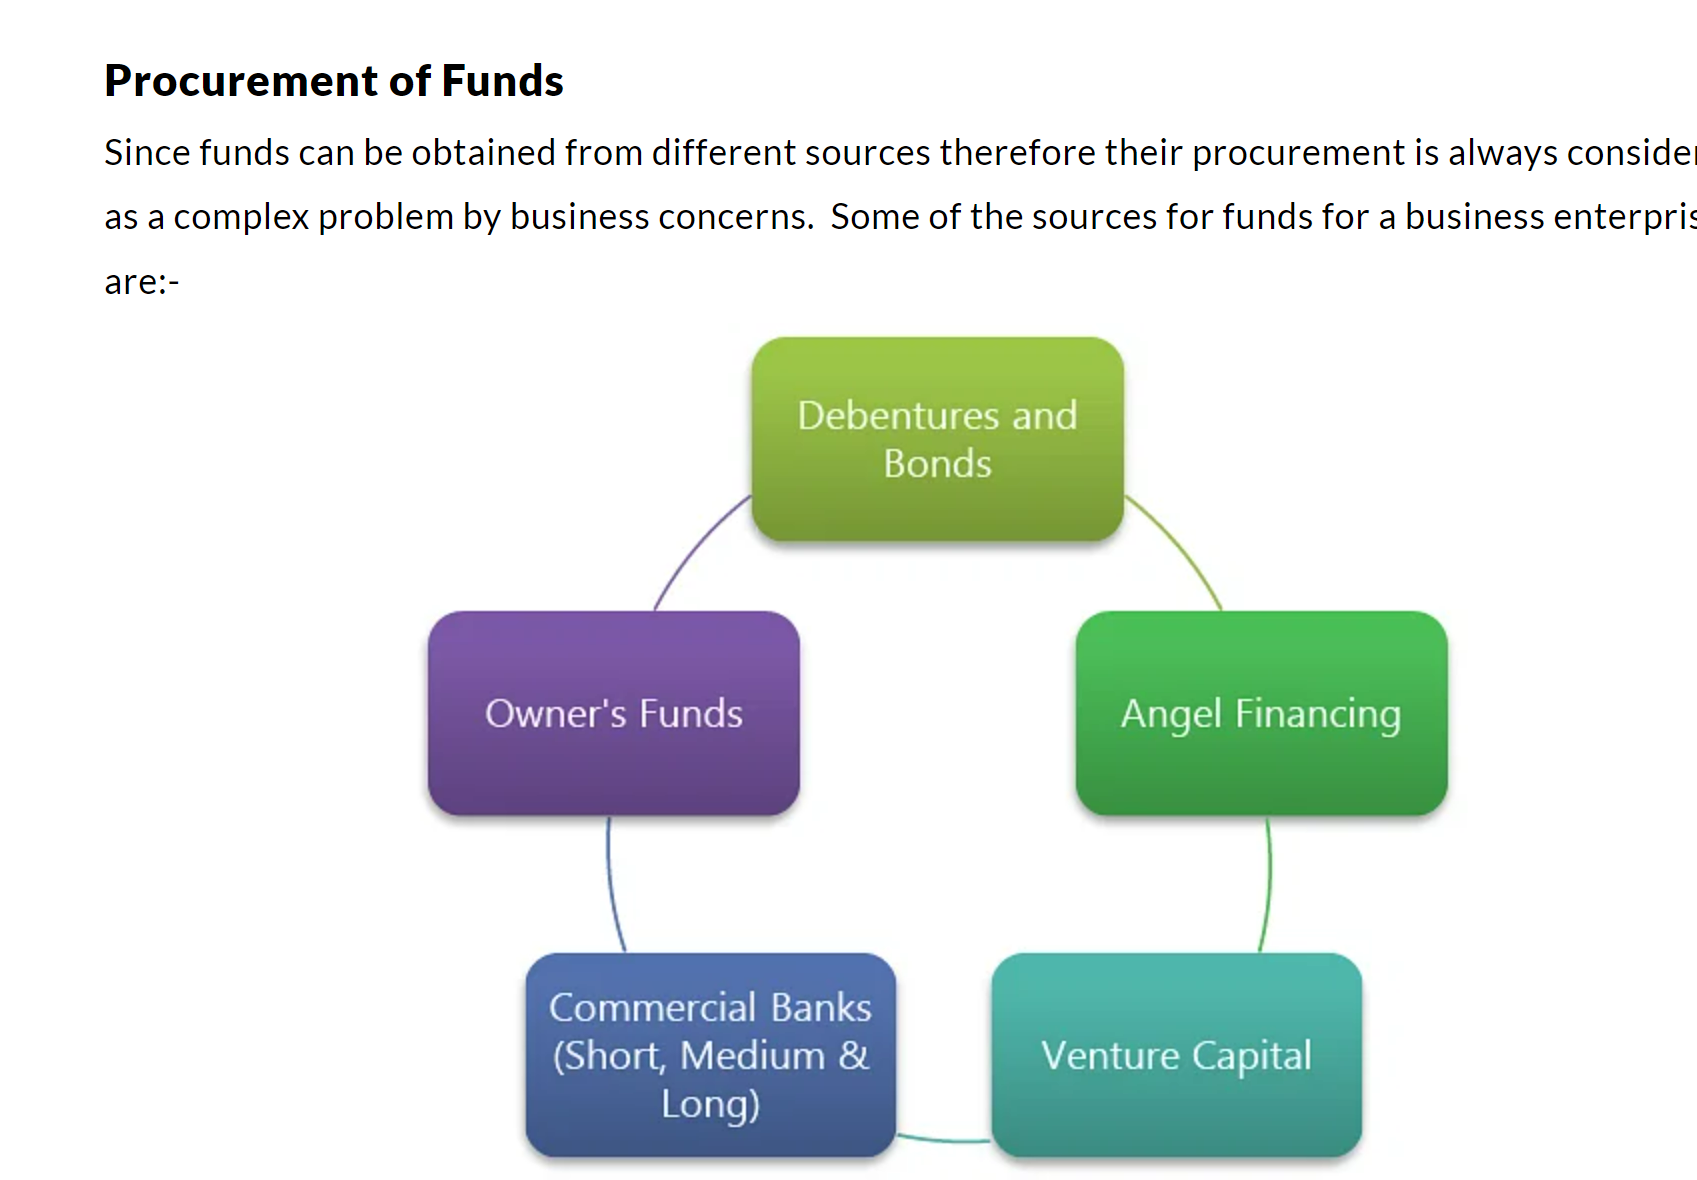 Procurement of Funds
Since funds can be obtained from different sources therefore their procurement is always
as a complex problem by business concerns.  Some of the sources for funds for a business
are:-
Debentures and
Bonds
Owner's Funds
Angel Financing
Commercial Banks
(Short, Medium &
Long)
Venture Capital